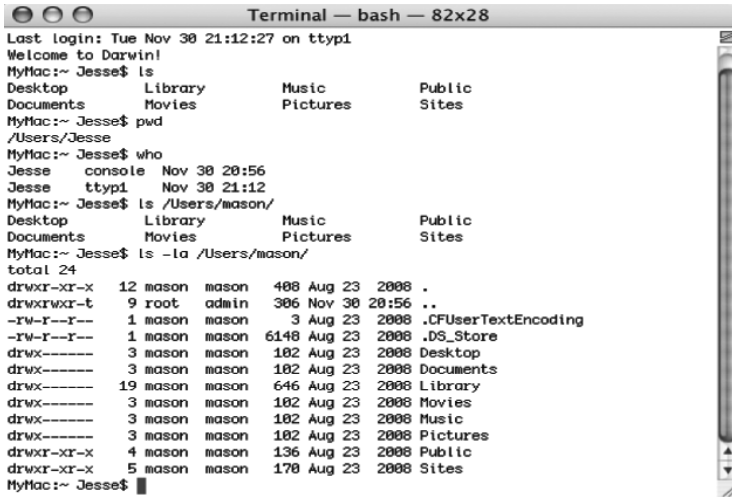 Terminal — bash — 82x28
Last login: Tue Nov 30 21:12:27 on ttyp1
Welcome to Darwin!
MyMac:~ Jesse$ ls
Desktop Library Music Public
Documents Movies Pictures Sites
MyMac:~ Jesse$ pwd
/Users/Jesse
MyMac:~ Jesse$ who
Jesse console Nov 30 20:56
Jesse ttyp1 Nov 30 21:12
MyMac:~ Jesse$ ls /Users/mason/
Desktop Library Music Public
Documents Movies Pictures Sites
MyMac:~ Jesse$ ls -la /Users/mason/
total 24
drwxr-xr-x 12 mason mason 408 Aug 23 2008 .
drwxrwxr-t 9 root admin 306 Nov 30 20:56 ..
-rw-r--r-- 1 mason mason 3 Aug 23 2008 .CFUserTextEncoding
-rw-r--r-- 1 mason mason 6148 Aug 23 2008 .DS_Store
drwx------ 3 mason mason 102 Aug 23 2008 Desktop
drwx------ 3 mason mason 102 Aug 23 2008 Documents
drwx------ 19 mason mason 646 Aug 23 2008 Library
drwx------ 3 mason mason 102 Aug 23 2008 Movies
drwx------ 3 mason mason 102 Aug 23 2008 Music
drwx------ 3 mason mason 102 Aug 23 2008 Pictures
drwxr-xr-x 4 mason mason 136 Aug 23 2008 Public
drwxr-xr-x 5 mason mason 170 Aug 23 2008 Sites
MyMac:~ Jesse$